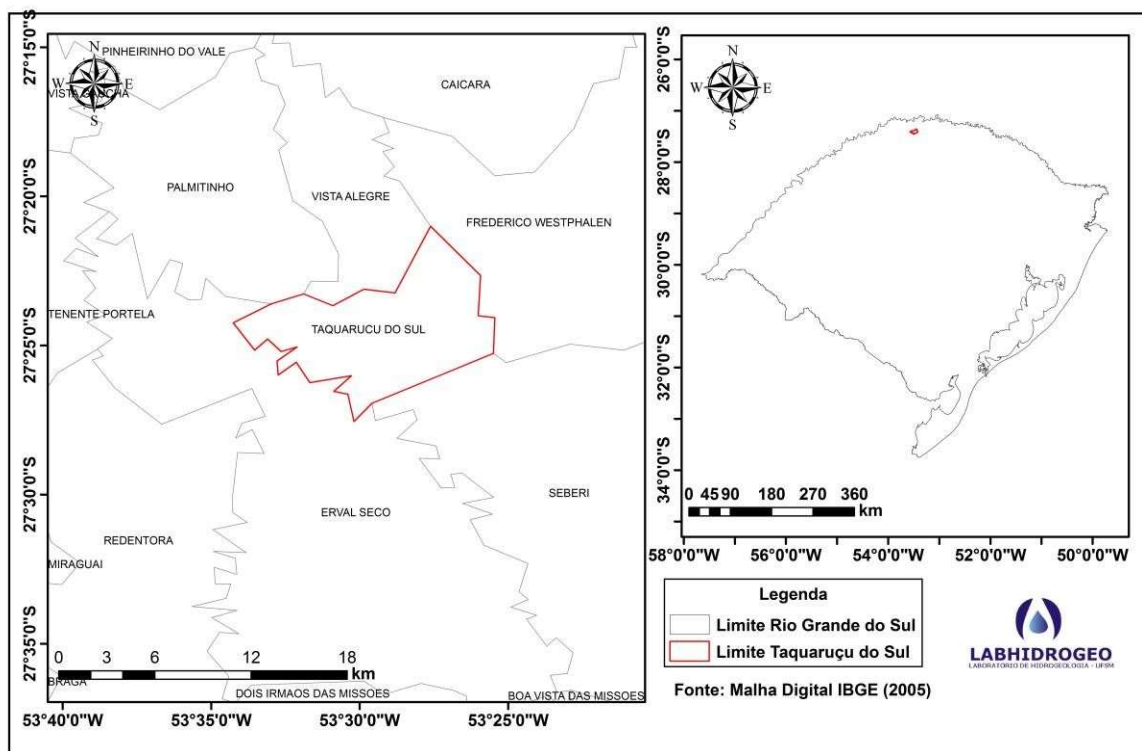 27°15'0"S
27°20'0"S
27°25'0"S
27°30'0"S
27°35'0"S
N
W E
S
PINHEIRINHO DO VALE
VISTA GAUCHA
CAICARA
PALMITINHO
VISTA ALEGRE
FREDERICO WESTPHALEN
TENENTE PORTELA
TAQUARUCU DO SUL
SEBERI
ERVAL SECO
REDENTORA
MIRAGUAI
0 3 6 12 18
km
BRAGA
DOIS IRMAOS DAS MISSOES
BOA VISTA DAS MISSOES
53°40'0"W 53°35'0"W 53°30'0"W 53°25'0"W
26°0'0"S
28°0'0"S
30°0'0"S
32°0'0"S
34°0'0"S
N
W E
S
0 45 90 180 270 360
km
58°0'0"W 56°0'0"W 54°0'0"W 52°0'0"W 50°0'0"W
Legenda
Limite Rio Grande do Sul
Limite Taquaruçu do Sul
Fonte: Malha Digital IBGE (2005)
LABHIDROGEO
LABORATÓRIO DE HIDROGEOLOGIA - UFSM